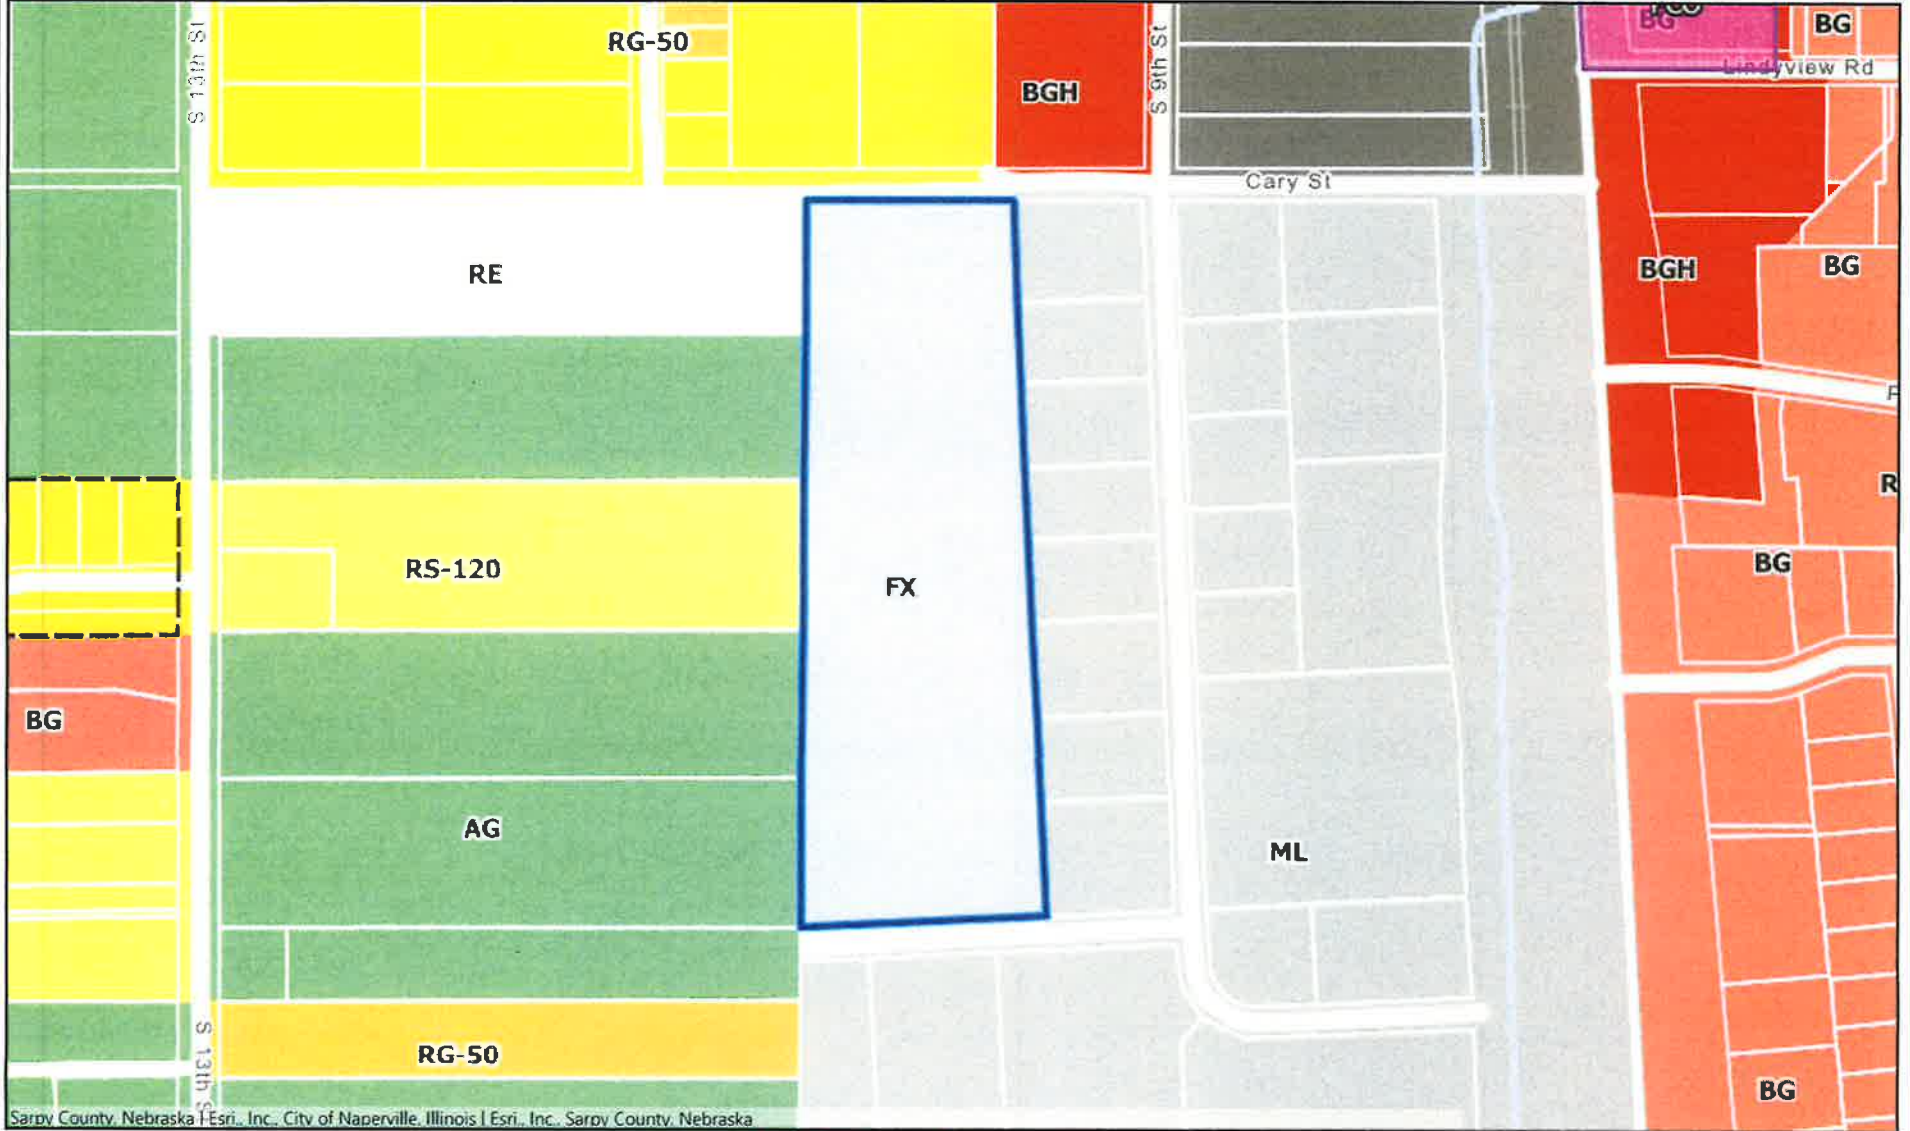 S 13th St
RG-50
BGH
S 9th St
BG
BG
Lindyview Rd
Cary St
RE
BGH
BG
RS-120
FX
BG
BG
AG
ML
RG-50
S 13th S
BG
Sarpy County, Nebraska | Esri., Inc., City of Naperville, Illinois | Esri., Inc., Sarpy County, Nebraska